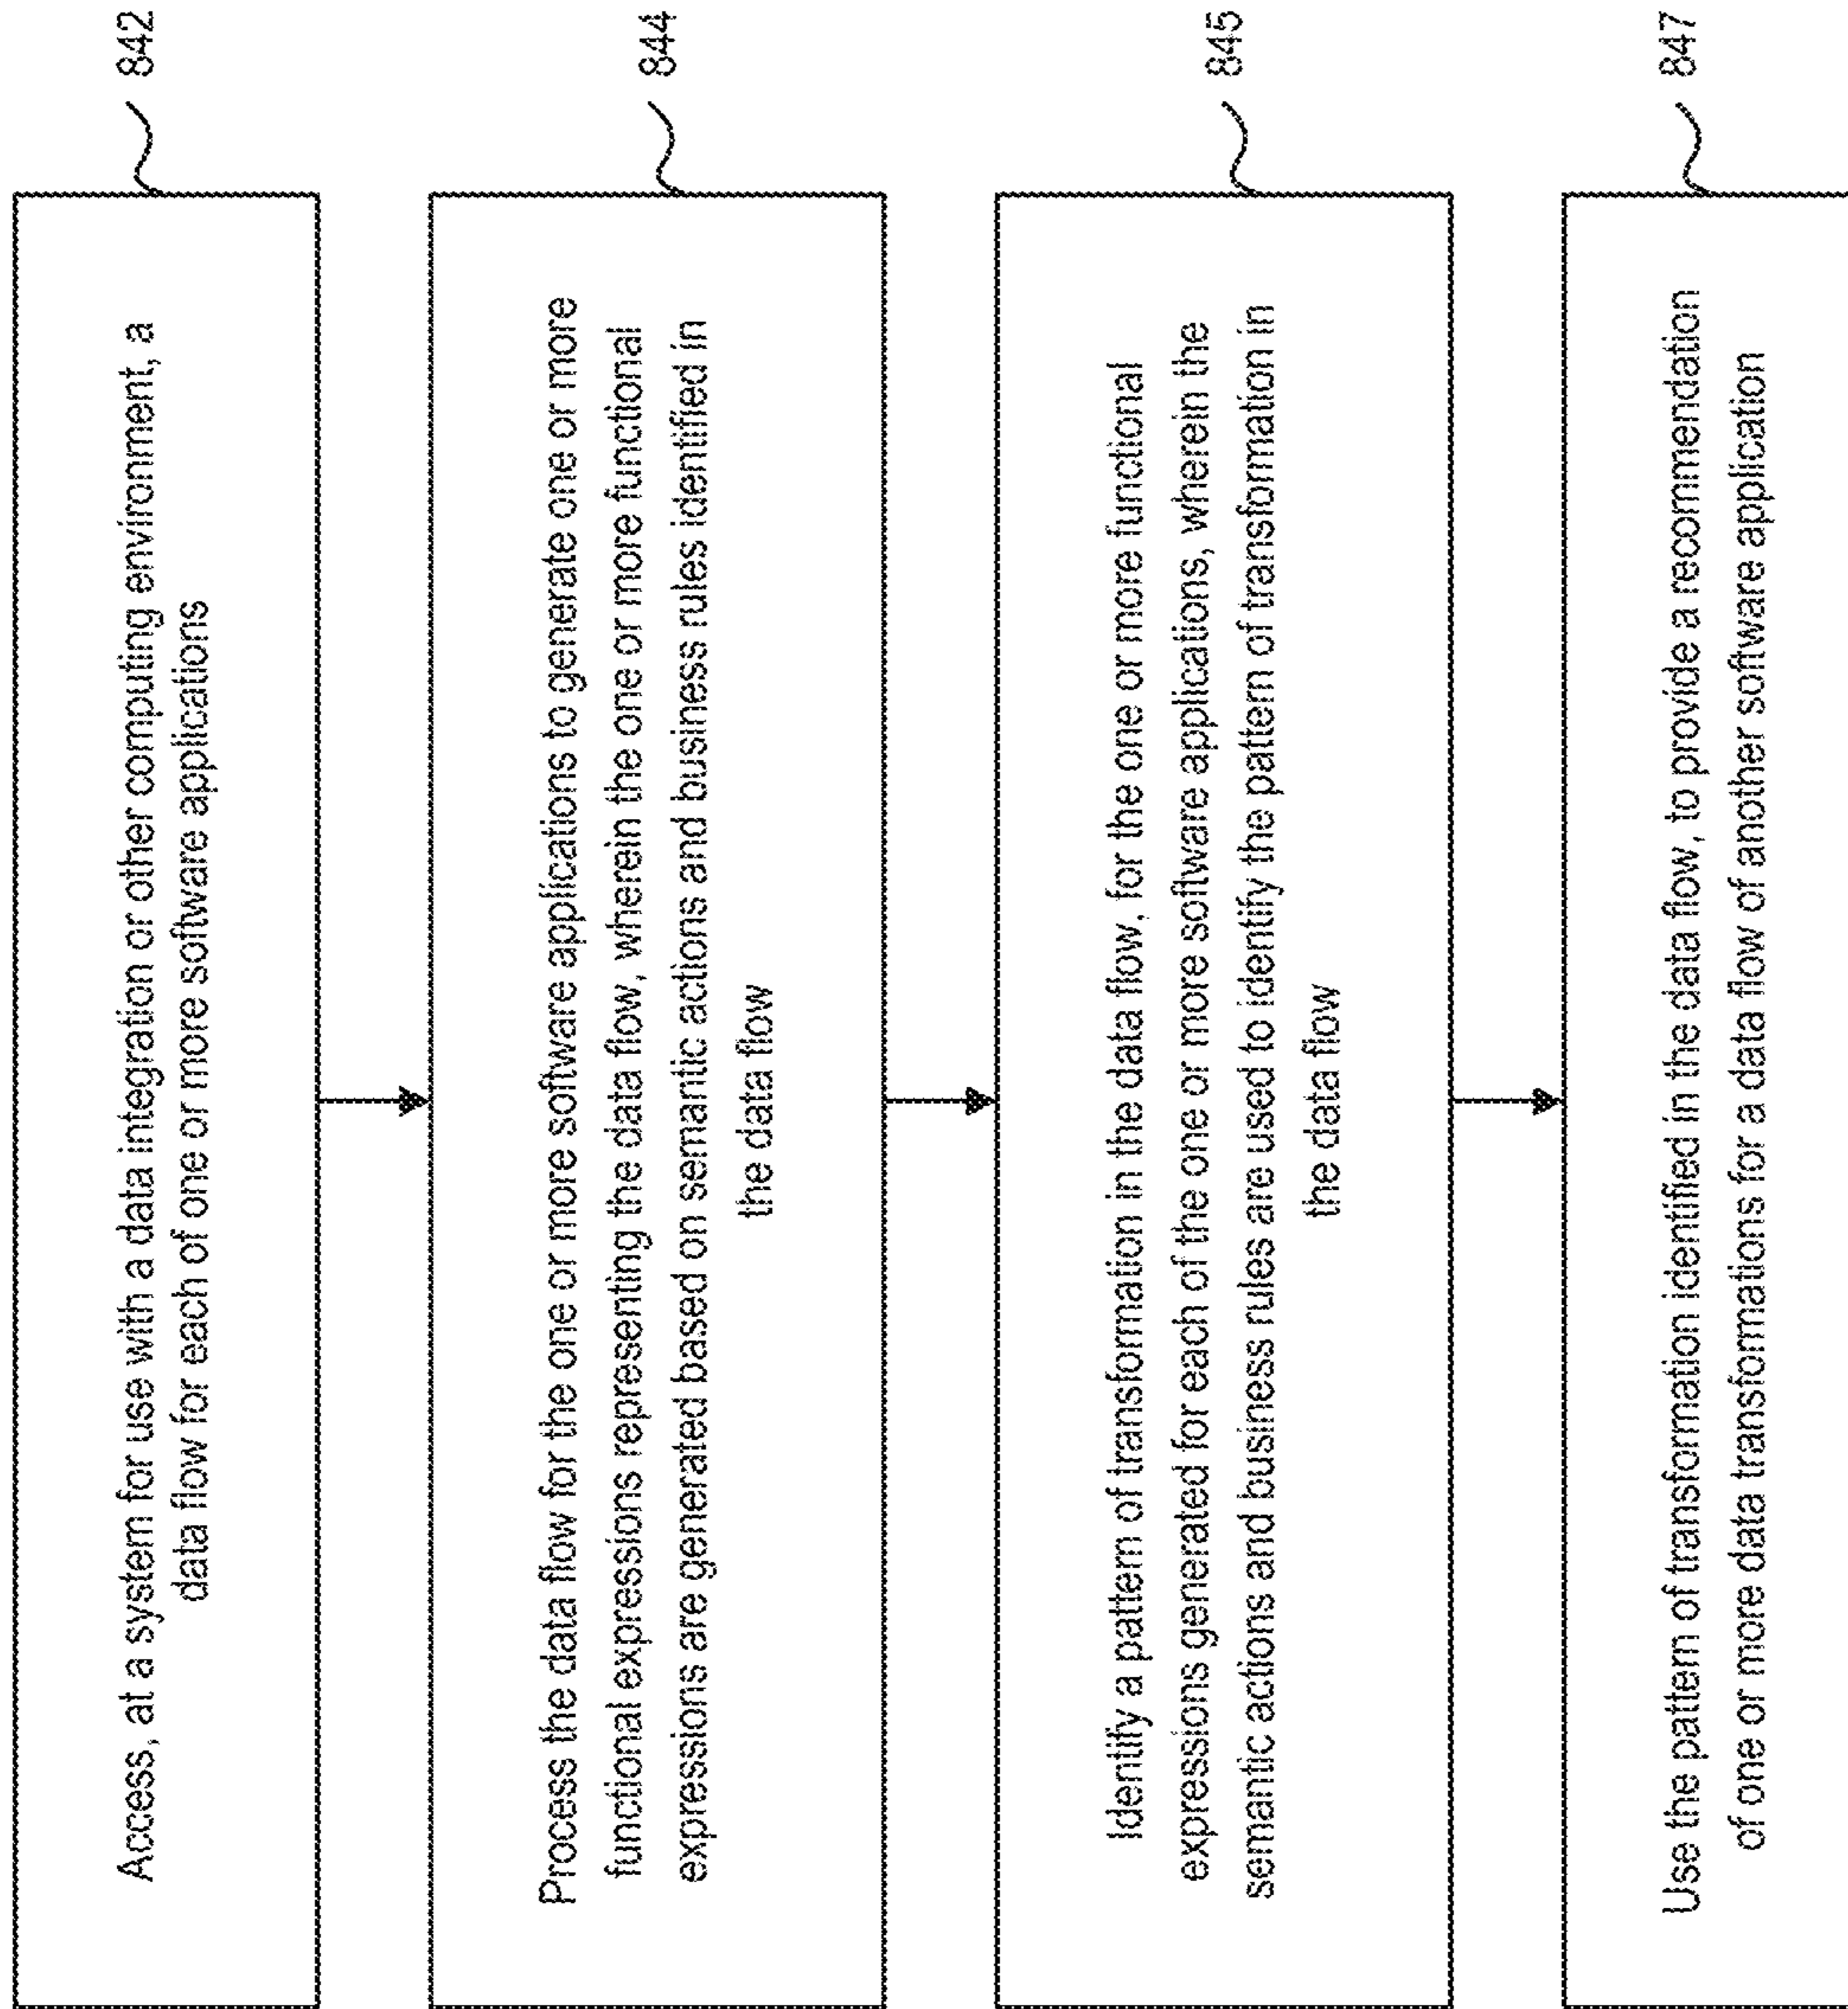 Access, at a system for use with a data integration or other computing environment, a
data flow for each of one or more software applications
842
Process the data flow for the one or more software applications to generate one or more
functional expressions representing the data flow, wherein the one or more functional
expressions are generated based on semantic actions and business rules identified in
the data flow
844
Identify a pattern of transformation in the data flow, for the one or more functional
expressions generated for each of the one or more software applications, wherein the
semantic actions and business rules are used to identify the pattern of transformation in
the data flow
845
Use the pattern of transformation identified in the data flow, to provide a recommendation
of one or more data transformations for a data flow of another software application
847